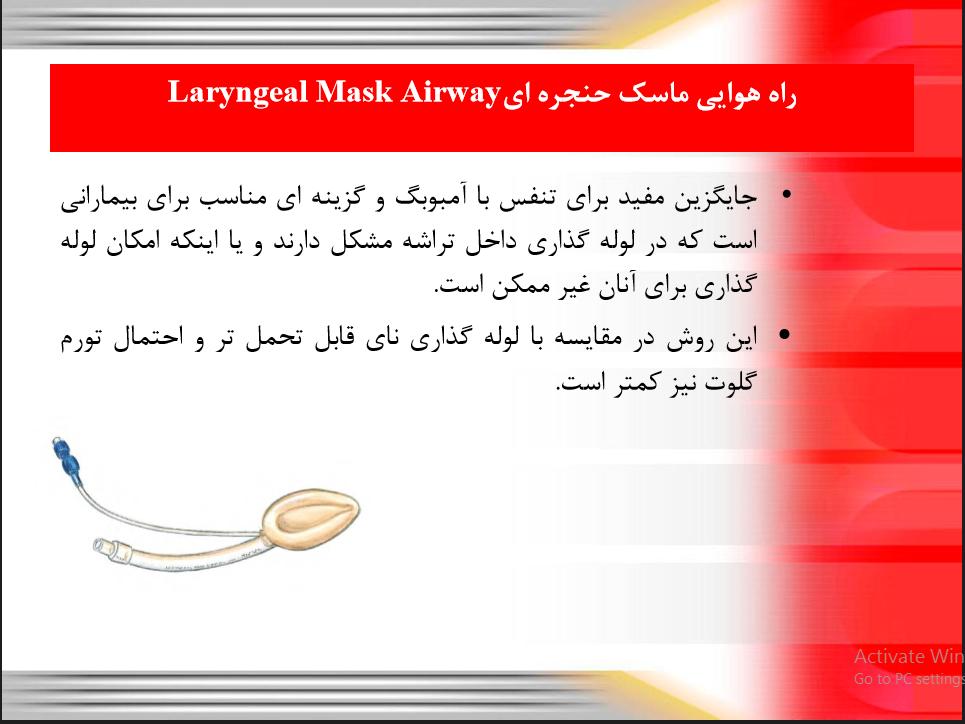 راه هوایی ماسک حنجره ایLaryngeal Mask Airway
• جایگزین مفید برای تنفس با آمبوبگ و گزینه ای مناسب برای بیمارانی
است که در لوله گذاری داخل تراشه مشکل دارند و یا اینکه امکان لوله
گذاری برای آنان غیر ممکن است.
• این روش در مقایسه با لوله گذاری نای قابل تحمل تر و احتمال تورم
گلوت نیز کمتر است.
Activate Win
Go to PC settings